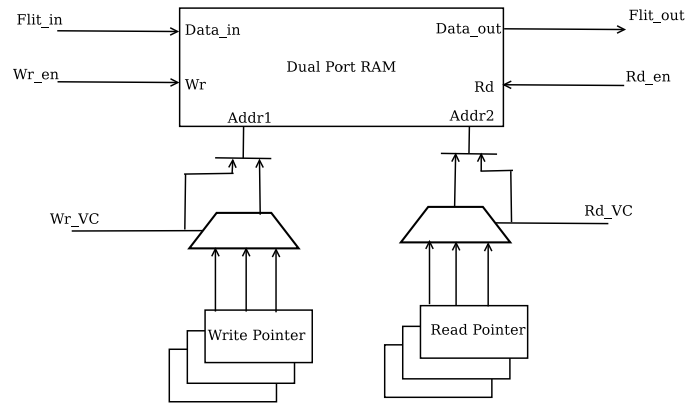 Flit_in
Flit_out
Data_in
Data_out
Dual Port RAM
Wr_en
Rd_en
Wr
Rd
Addr1
Addr2
Wr_VC
Rd_VC
Write Pointer
Read Pointer